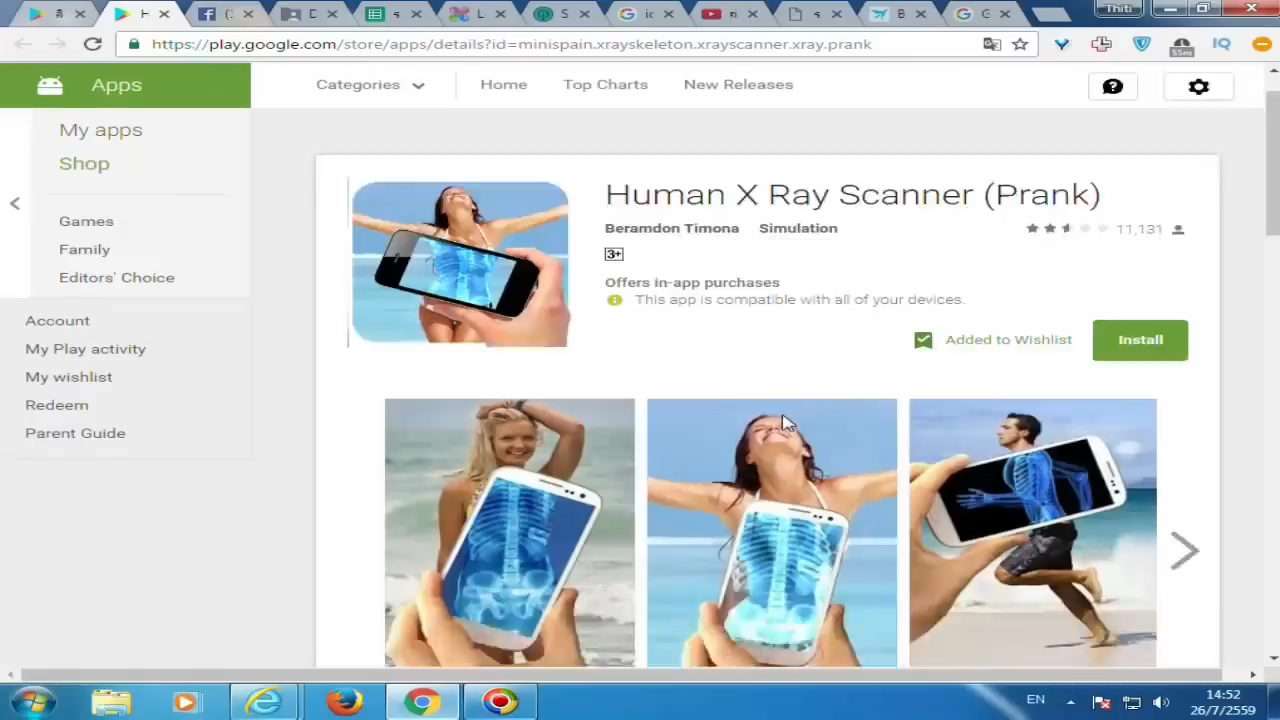 Thiti
https://play.google.com/store/apps/details?id=minispain.xrayskeleton.xrayscanner.xray.prank
55m
IQ
Apps
Categories
Home
Top Charts
New Releases
My apps
Shop
Games
Family
Editors' Choice
Account
My Play activity
My wishlist
Redeem
Parent Guide
Human X Ray Scanner (Prank)
Beramdon Timona Simulation
11,131
3+
Offers in-app purchases
This app is compatible with all of your devices.
Added to Wishlist
Install
EN
14:52
26/7/2559